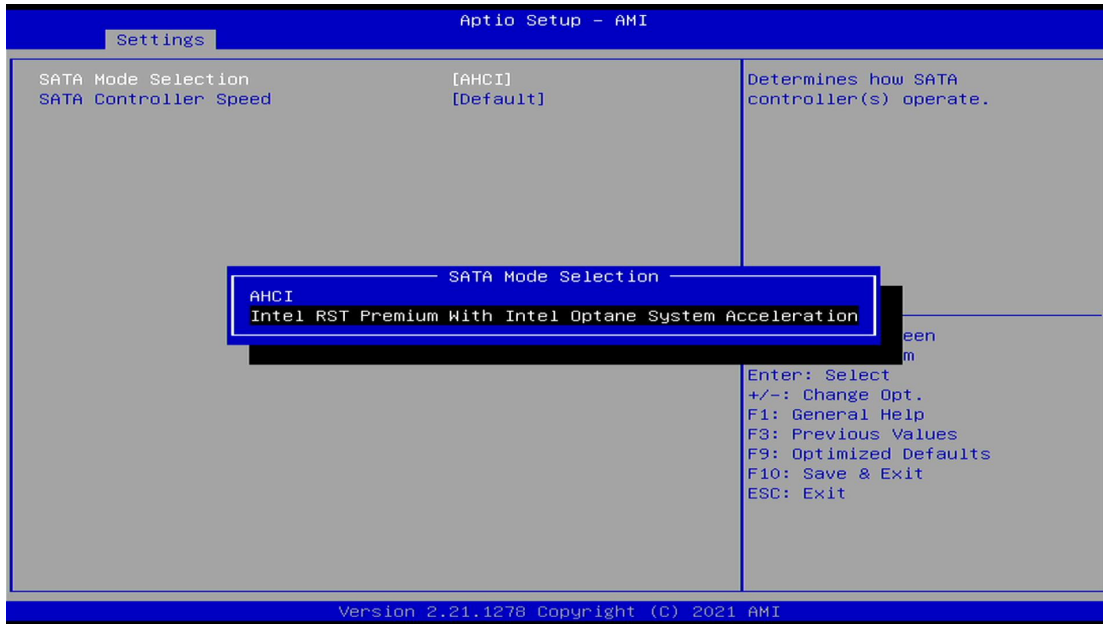 Aptio Setup – AMI
Settings
SATA Mode Selection [AHCI]
SATA Controller Speed [Default]
Determines how SATA
controller(s) operate.
SATA Mode Selection
AHCI
Intel RST Premium With Intel Optane System Acceleration
Enter: Select
+/-: Change Opt.
F1: General Help
F3: Previous Values
F9: Optimized Defaults
F10: Save & Exit
ESC: Exit
Version 2.21.1278 Copyright (C) 2021 AMI